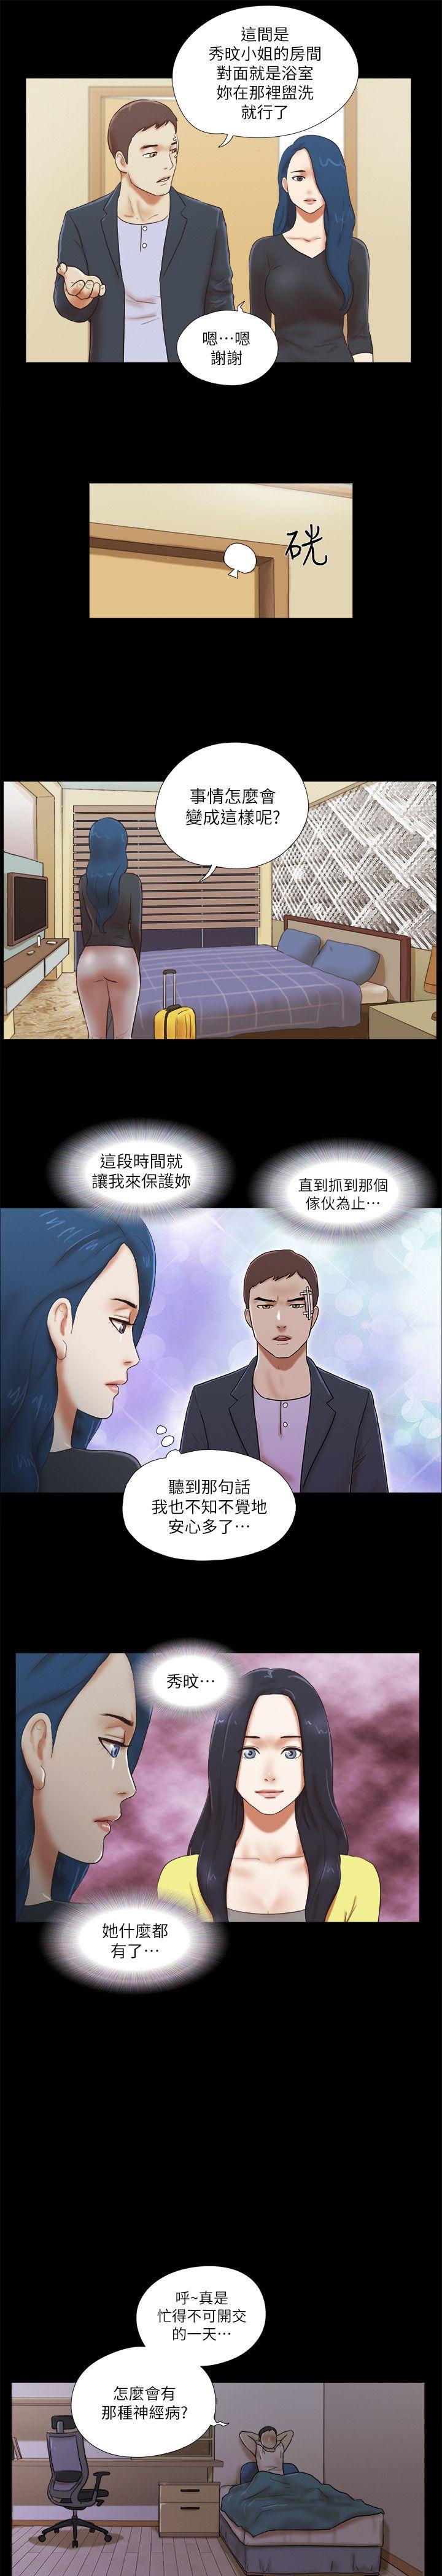 這間是
秀旼小姐的房間
對面就是浴室
妳在那裡盥洗
就行了
嗯…嗯
謝謝
硄
事情怎麼會
變成這樣呢?
這段時間就
讓我來保護妳
直到抓到那個
傢伙為止…
聽到那句話
我也不知不覺地
安心多了…
秀旼…
她什麼都
有了…
呼~真是
忙得不可開交
的一天…
怎麼會有
那種神經病?